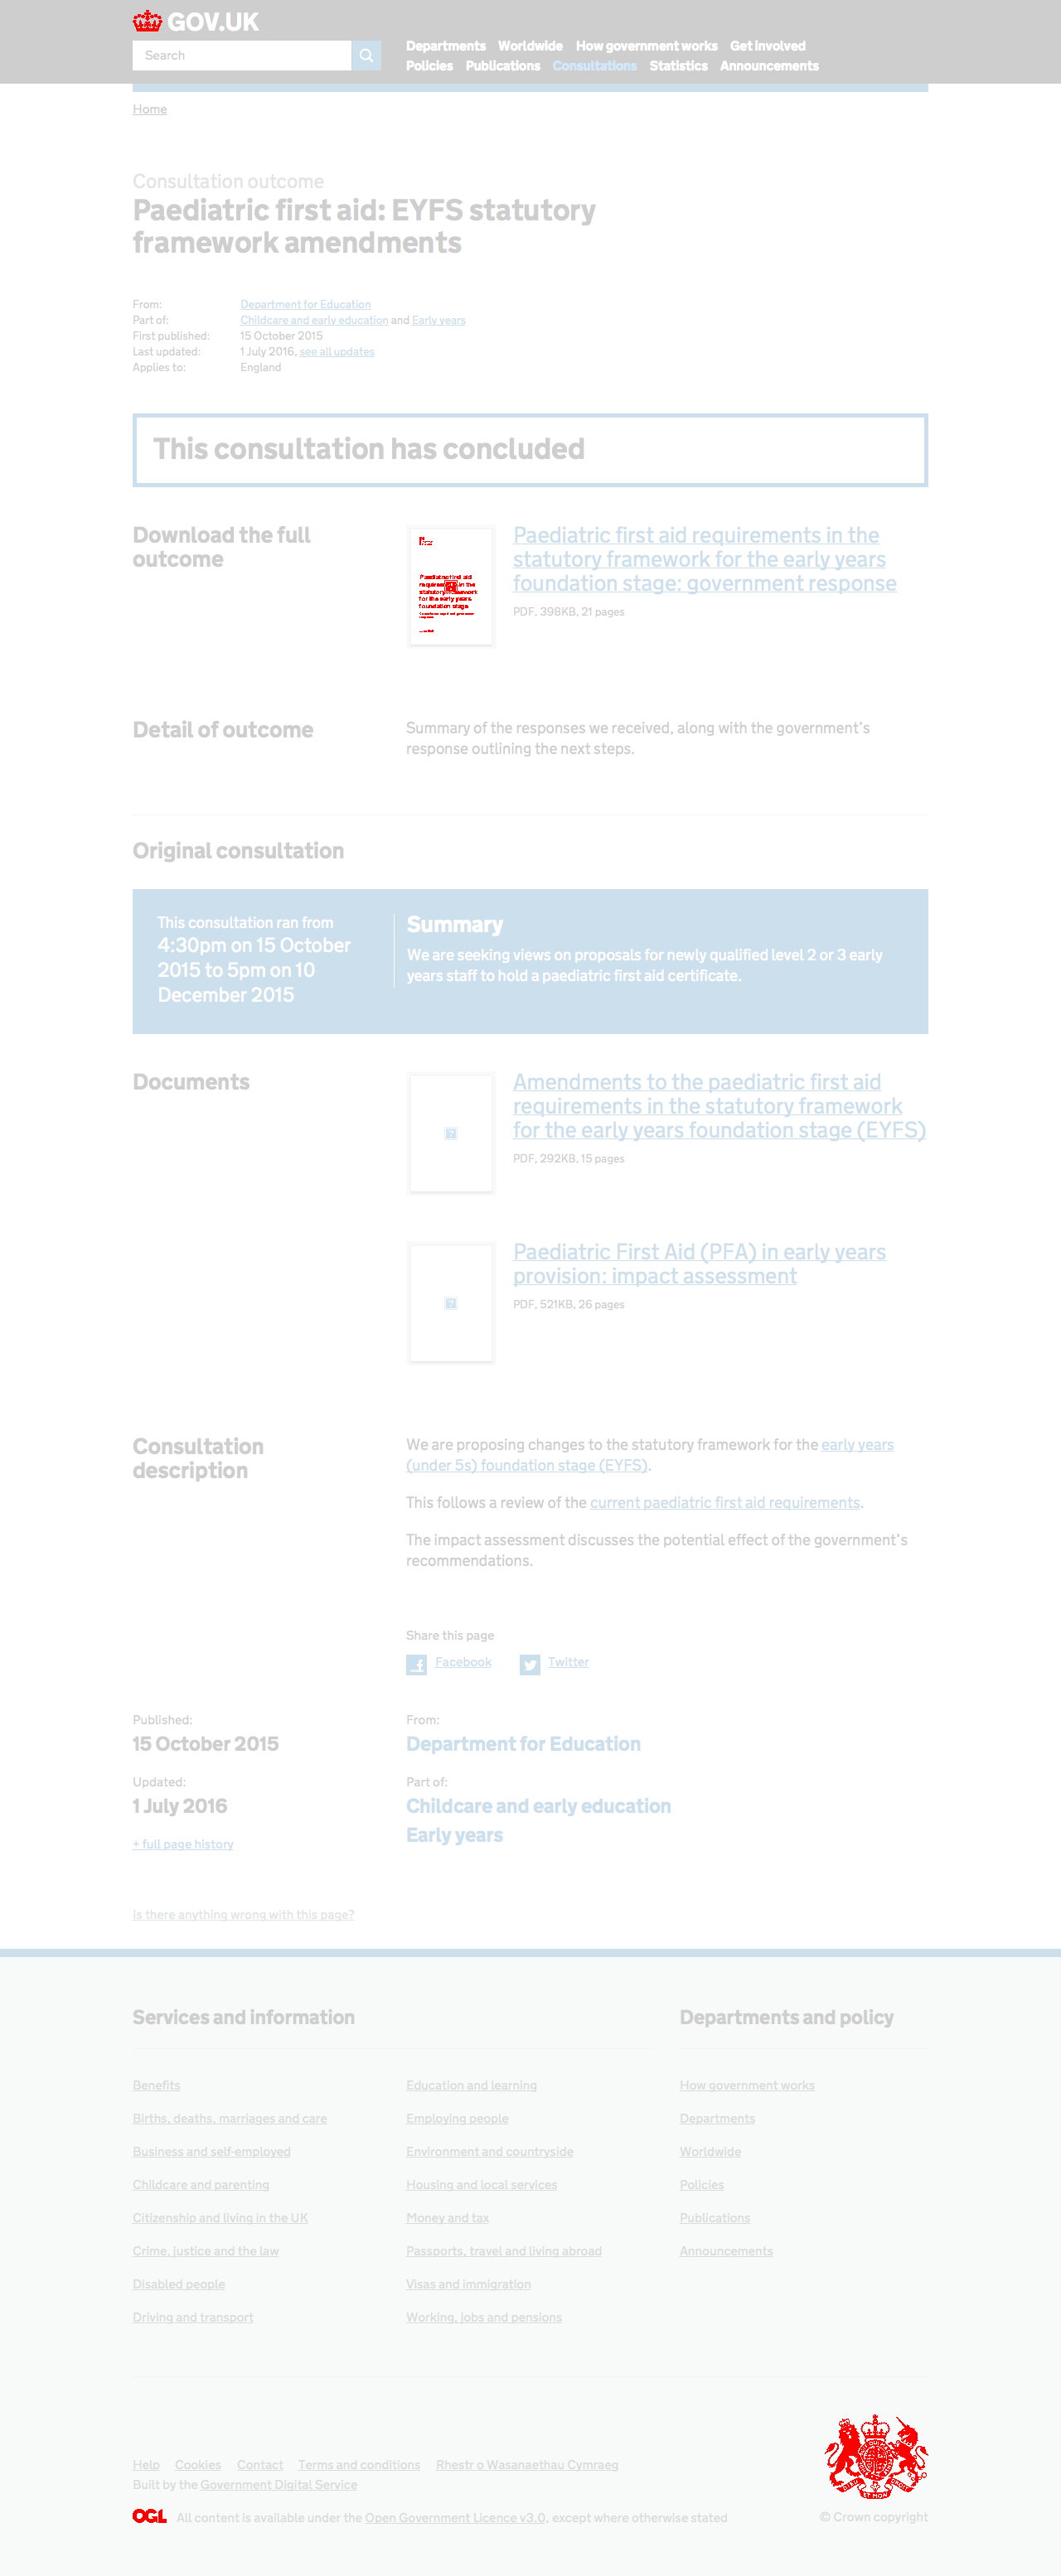 GOV.UK
Search
Departments Worldwide How government works Get involved
Policies Publications Consultations Statistics Announcements
Home
Consultation outcome
Paediatric first aid: EYFS statutory
framework amendments
From: Department for Education
Part of: Childcare and early education and Early years
First published: 15 October 2015
Last updated: 1 July 2016, see all updates
Applies to: England
This consultation has concluded
Download the full
outcome
Paediatric first aid
requirements in the
statutory framework
for the early years
foundation stage
Paediatric first aid requirements in the
statutory framework for the early years
foundation stage: government response
PDF, 398KB, 21 pages
Detail of outcome
Summary of the responses we received, along with the government's
response outlining the next steps.
Original consultation
This consultation ran from
4:30pm on 15 October
2015 to 5pm on 10
December 2015
Summary
We are seeking views on proposals for newly qualified level 2 or 3 early
years staff to hold a paediatric first aid certificate.
Documents
Amendments to the paediatric first aid
requirements in the statutory framework
for the early years foundation stage (EYFS)
PDF, 292KB, 15 pages
Paediatric First Aid (PFA) in early years
provision: impact assessment
PDF, 521KB, 26 pages
Consultation
description
We are proposing changes to the statutory framework for the early years
(under 5s) foundation stage (EYFS).
This follows a review of the current paediatric first aid requirements.
The impact assessment discusses the potential effect of the government's
recommendations.
Share this page
Facebook Twitter
Published:
15 October 2015
Updated:
1 July 2016
+ full page history
From:
Department for Education
Part of:
Childcare and early education
Early years
Is there anything wrong with this page?
Services and information
Benefits
Births, deaths, marriages and care
Business and self-employed
Childcare and parenting
Citizenship and living in the UK
Crime, justice and the law
Disabled people
Driving and transport
Education and learning
Employing people
Environment and countryside
Housing and local services
Money and tax
Passports, travel and living abroad
Visas and immigration
Working, jobs and pensions
Departments and policy
How government works
Departments
Worldwide
Policies
Publications
Announcements
Help Cookies Contact Terms and conditions Rhestr o Wasanaethau Cymraeg
Built by the Government Digital Service
OGL All content is available under the Open Government Licence v3.0, except where otherwise stated
© Crown copyright